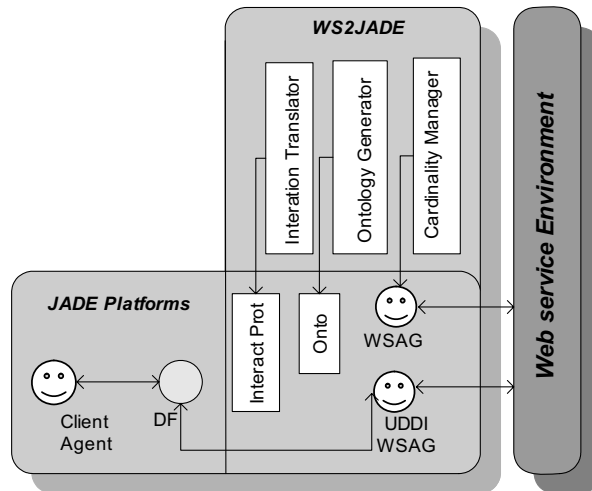 WS2JADE
Interation Translator
Ontology Generator
Cardinality Manager
Web service Environment
JADE Platforms
Interact Prot
Onto
WSAG
Client
Agent
DF
UDDI
WSAG